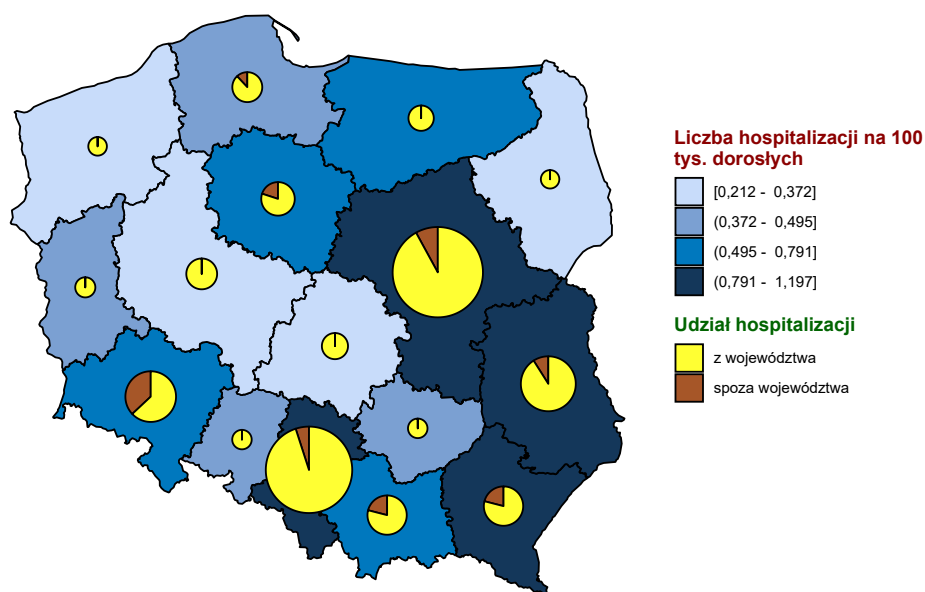 Liczba hospitalizacji na 100
tys. dorosłych
[0,212 - 0,372]
(0,372 - 0,495]
(0,495 - 0,791]
(0,791 - 1,197]
Udział hospitalizacji
z województwa
spoza województwa